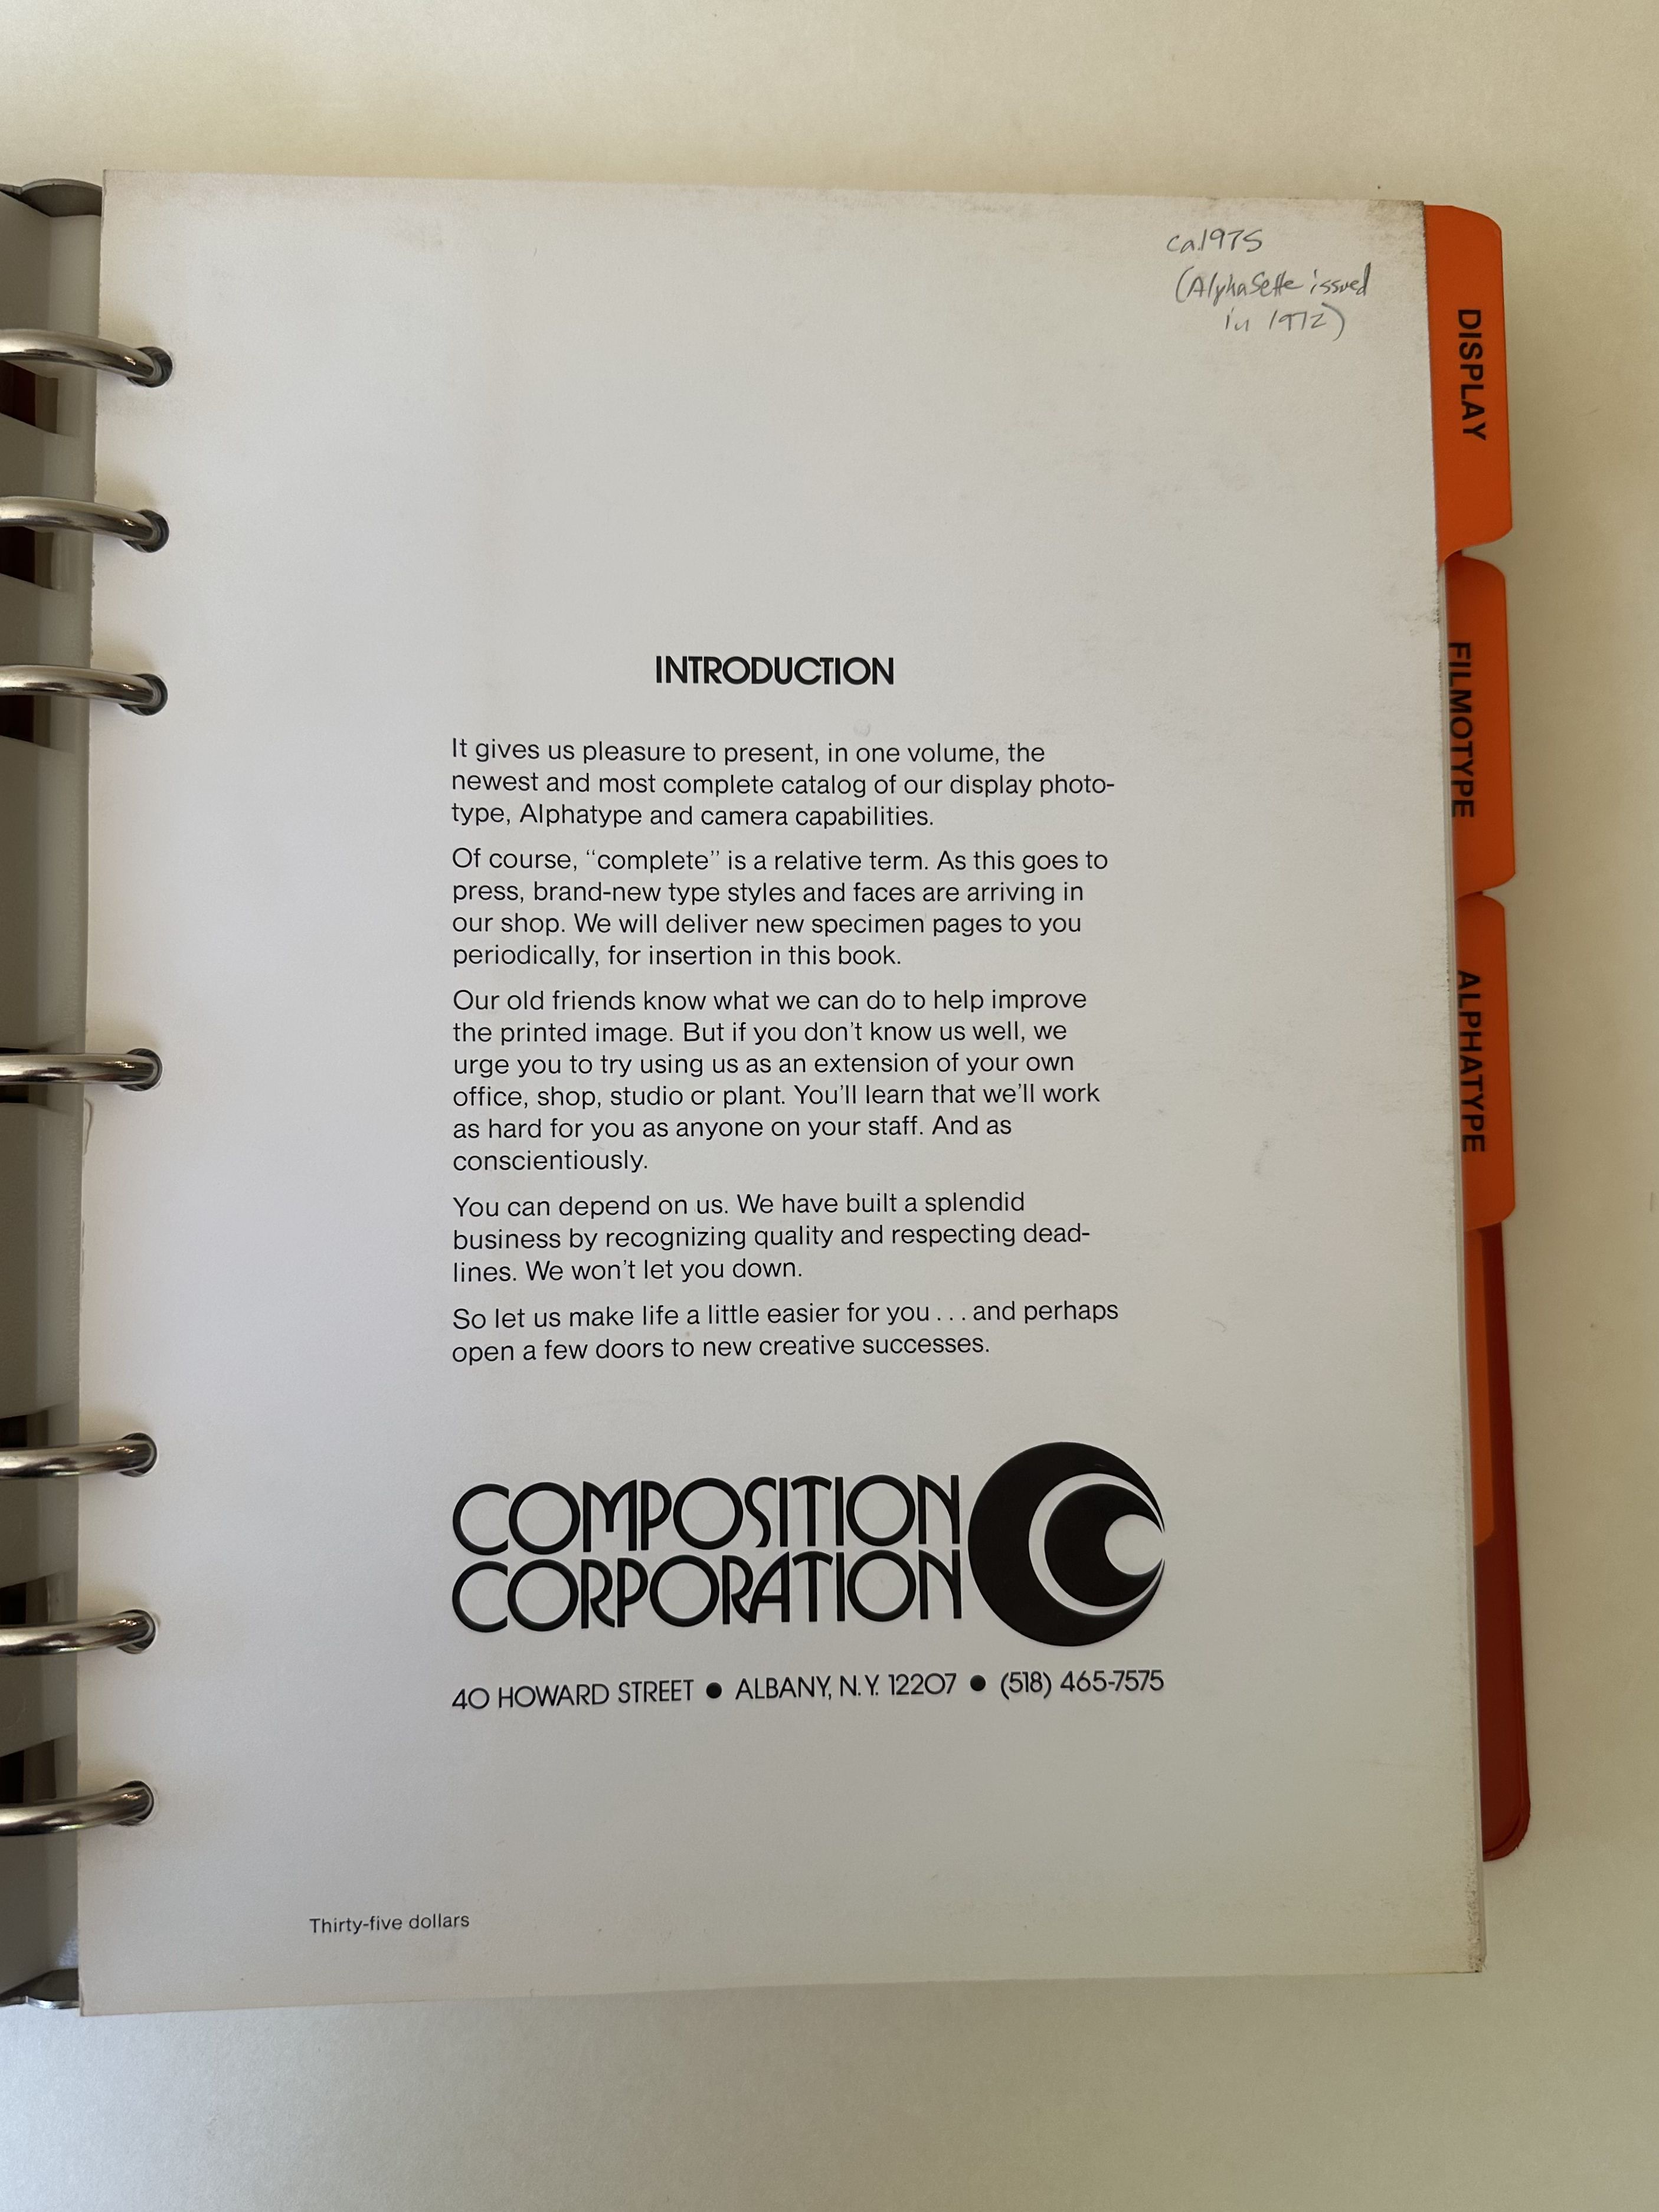 ca. 1975
(AlphaSette issued
in 1972)
DISPLAY
FILMOTYPE
ALPHATYPE
INTRODUCTION
It gives us pleasure to present, in one volume, the
newest and most complete catalog of our display photo-
type, Alphatype and camera capabilities.
Of course, “complete” is a relative term. As this goes to
press, brand-new type styles and faces are arriving in
our shop. We will deliver new specimen pages to you
periodically, for insertion in this book.
Our old friends know what we can do to help improve
the printed image. But if you don’t know us well, we
urge you to try using us as an extension of your own
office, shop, studio or plant. You’ll learn that we’ll work
as hard for you as anyone on your staff. And as
conscientiously.
You can depend on us. We have built a splendid
business by recognizing quality and respecting dead-
lines. We won’t let you down.
So let us make life a little easier for you . . . and perhaps
open a few doors to new creative successes.
COMPOSITION
CORPORATION
40 HOWARD STREET ● ALBANY, N.Y. 12207 ● (518) 465-7575
Thirty-five dollars